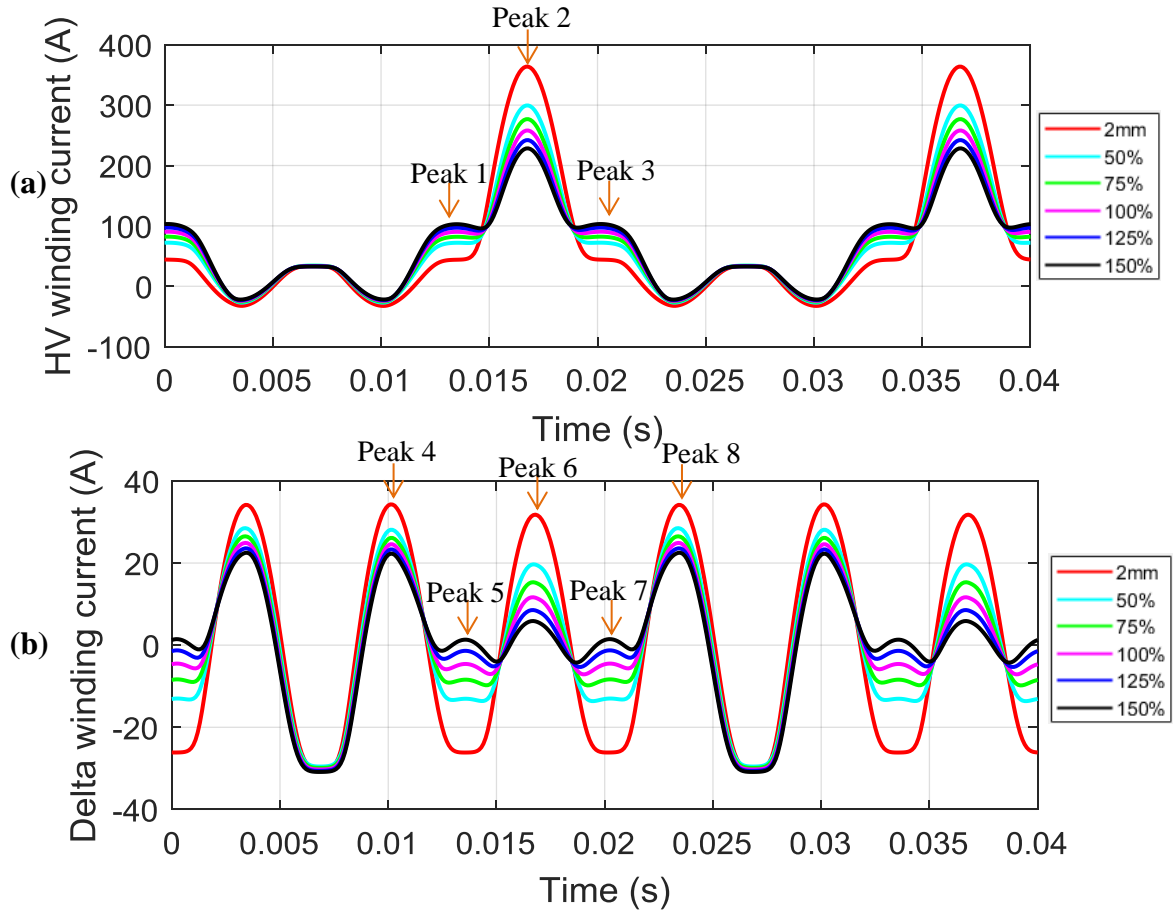 Peak 2
400
300
200
100
0
-100
HV winding current (A)
(a)
Peak 1
Peak 3
2mm
50%
75%
100%
125%
150%
0 0.005 0.01 0.015 0.02 0.025 0.03 0.035 0.04
Time (s)
Peak 4
Peak 6
Peak 8
40
20
0
-20
-40
Delta winding current (A)
(b)
Peak 5
Peak 7
2mm
50%
75%
100%
125%
150%
0 0.005 0.01 0.015 0.02 0.025 0.03 0.035 0.04
Time (s)